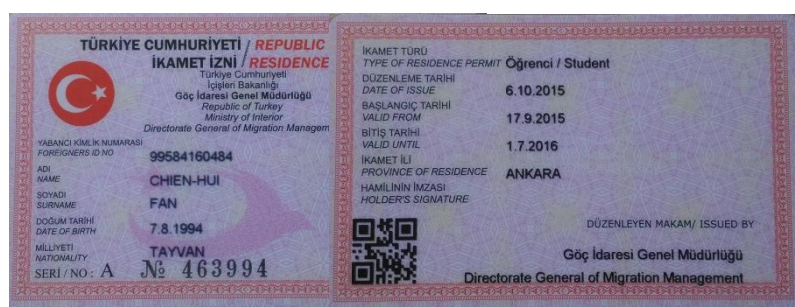 TÜRKİYE CUMHURİYETİ / REPUBLIC
İKAMET İZNİ / RESIDENCE
Türkiye Cumhuriyeti
İçişleri Bakanlığı
Göç İdaresi Genel Müdürlüğü
Republic of Turkey
Ministry of Interior
Directorate General of Migration Managem
YABANCI KİMLİK NUMARASI
FOREIGNERS ID NO 99584160484
ADI
NAME CHIEN-HUI
SOYADI
SURNAME FAN
DOĞUM TARİHİ
DATE OF BIRTH 7.8.1994
MİLLİYETİ
NATIONALITY TAYVAN
SERİ / NO : A № 463994
İKAMET TÜRÜ
TYPE OF RESIDENCE PERMIT Öğrenci / Student
DÜZENLEME TARİHİ
DATE OF ISSUE 6.10.2015
BAŞLANGIÇ TARİHİ
VALID FROM 17.9.2015
BİTİŞ TARİHİ
VALID UNTIL 1.7.2016
İKAMET İLİ
PROVINCE OF RESIDENCE ANKARA
HAMİLİNİN İMZASI
HOLDER'S SIGNATURE
DÜZENLEYEN MAKAM/ ISSUED BY
Göç İdaresi Genel Müdürlüğü
Directorate General of Migration Management